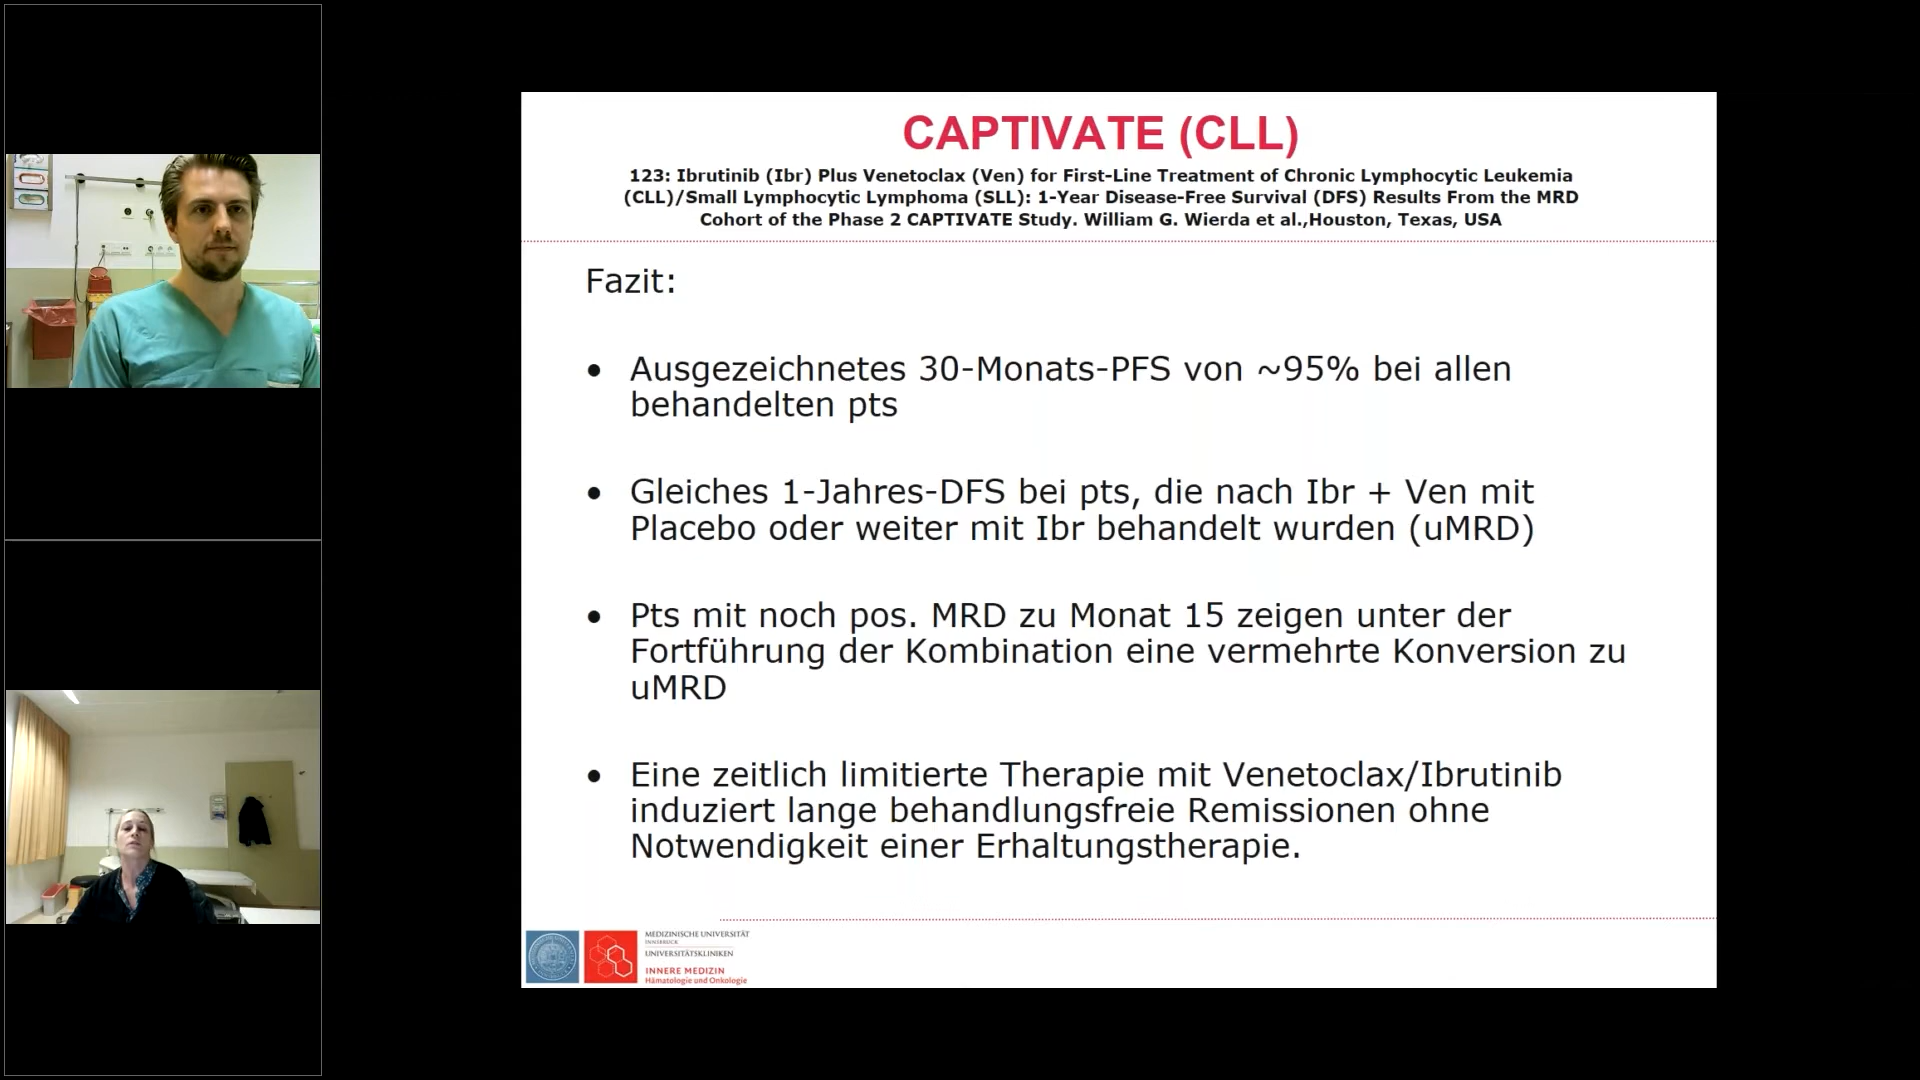 CAPTIVATE (CLL)
123: Ibrutinib (Ibr) Plus Venetoclax (Ven) for First-Line Treatment of Chronic Lymphocytic Leukemia
(CLL)/Small Lymphocytic Lymphoma (SLL): 1-Year Disease-Free Survival (DFS) Results From the MRD
Cohort of the Phase 2 CAPTIVATE Study. William G. Wierda et al.,Houston, Texas, USA
Fazit:
• Ausgezeichnetes 30-Monats-PFS von ~95% bei allen
behandelten pts
• Gleiches 1-Jahres-DFS bei pts, die nach Ibr + Ven mit
Placebo oder weiter mit Ibr behandelt wurden (uMRD)
• Pts mit noch pos. MRD zu Monat 15 zeigen unter der
Fortführung der Kombination eine vermehrte Konversion zu
uMRD
• Eine zeitlich limitierte Therapie mit Venetoclax/Ibrutinib
induziert lange behandlungsfreie Remissionen ohne
Notwendigkeit einer Erhaltungstherapie.
MEDIZINISCHE UNIVERSITÄT
INNSBRUCK
UNIVERSITÄTSKLINIKEN
INNERE MEDIZIN
Hämatologie und Onkologie